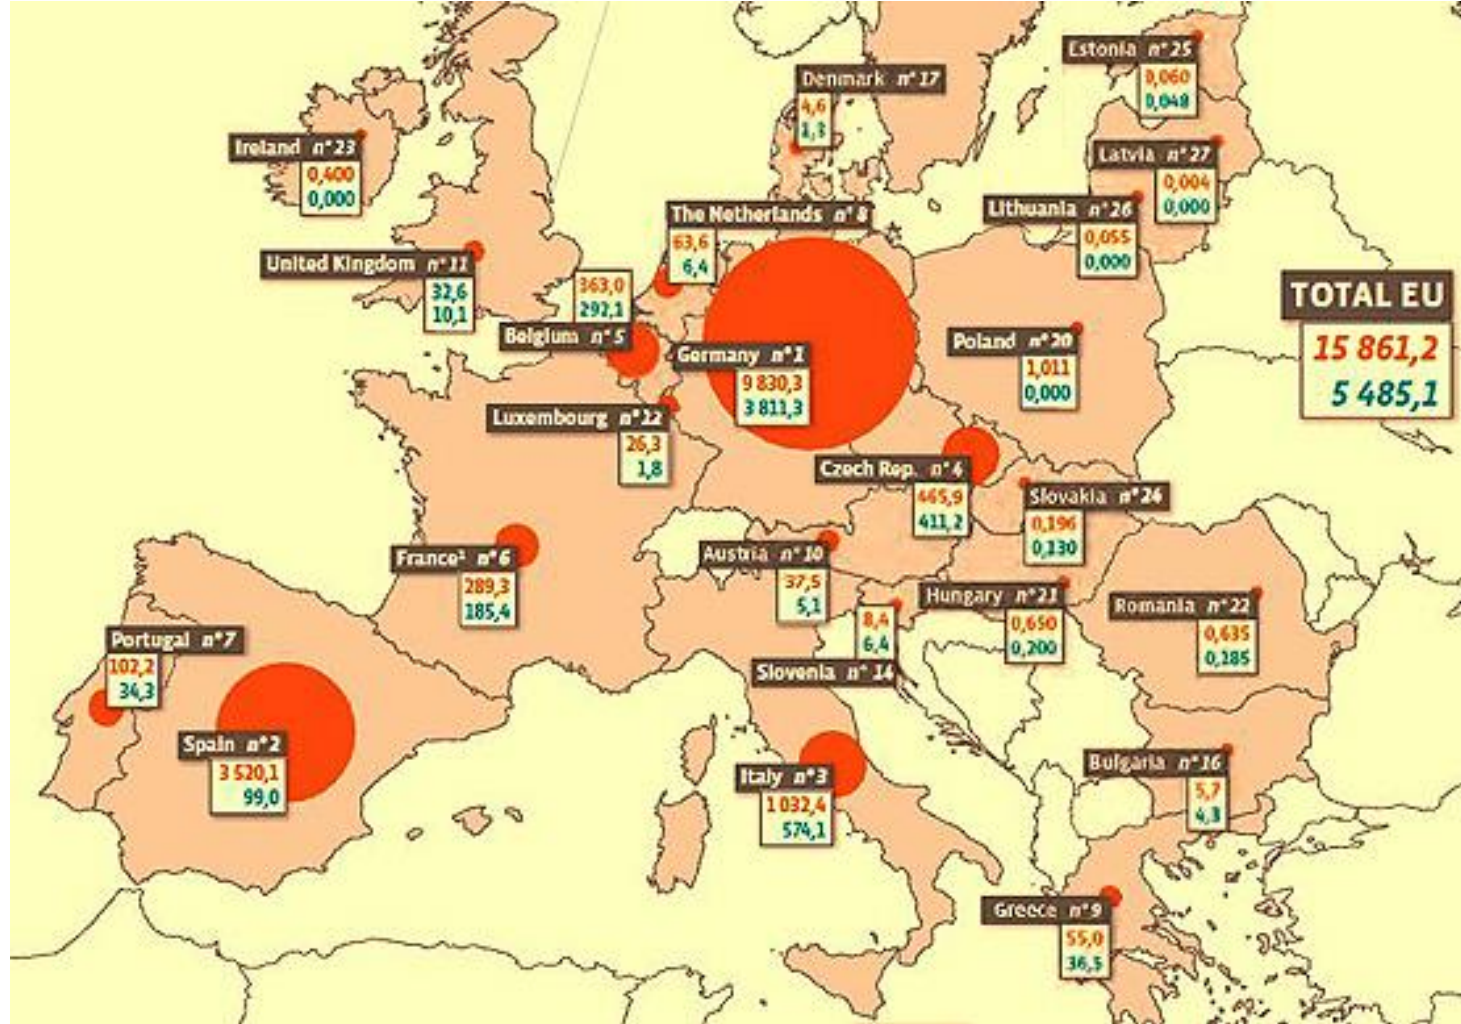 Estonia n°25
0,060
0,048
Denmark n°17
4,6
1,3
Ireland n°23
0,400
0,000
Latvia n°27
0,004
0,000
The Netherlands n°8
63,6
6,4
Lithuania n°26
0,055
0,000
United Kingdom n°11
32,6
10,1
363,0
292,1
Belgium n°5
TOTAL EU
15 861,2
5 485,1
Poland n°20
1,011
0,000
Germany n°1
9 830,3
3 811,3
Luxembourg n°12
26,3
1,8
Czech Rep. n°4
465,9
411,2
Slovakia n°24
0,196
0,130
France² n°6
289,3
185,4
Austria n°10
37,5
5,1
Hungary n°21
0,650
0,200
Romania n°22
0,635
0,185
8,4
6,4
Slovenia n°14
Portugal n°7
102,2
34,3
Spain n°2
3 520,1
99,0
Italy n°3
1 032,4
574,1
Bulgaria n°16
5,7
4,3
Greece n°9
55,0
36,5